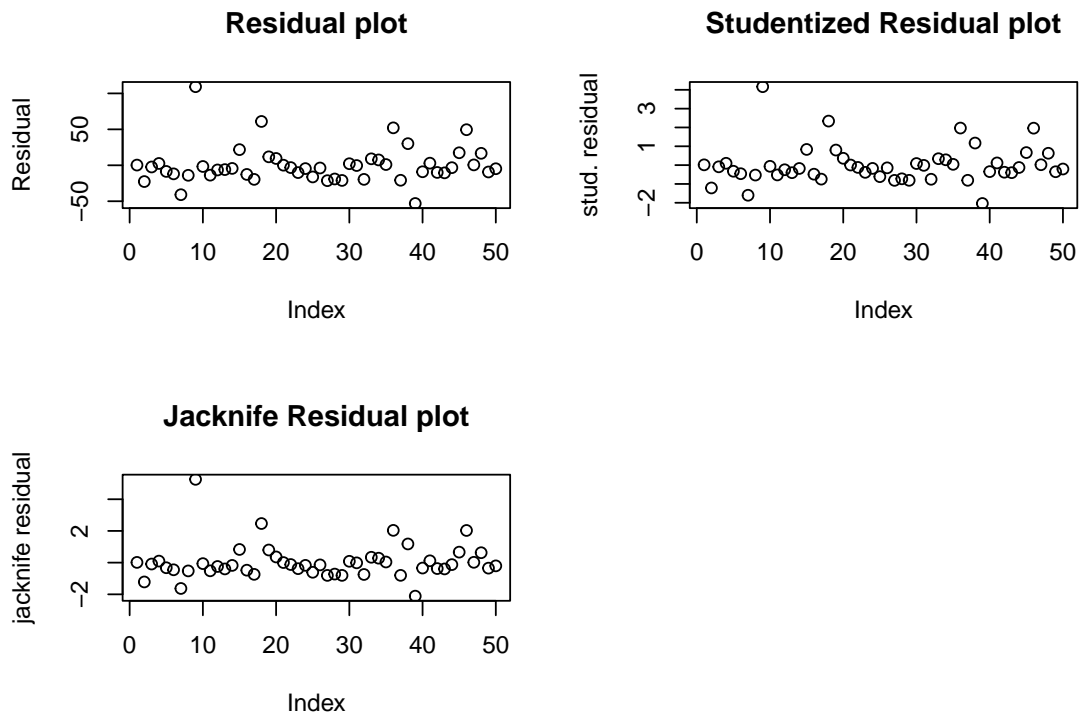 Residual plot
Residual
50
-50
0 10 20 30 40 50
Index
Studentized Residual plot
stud. residual
3
1
-2
0 10 20 30 40 50
Index
Jacknife Residual plot
jacknife residual
2
-2
0 10 20 30 40 50
Index